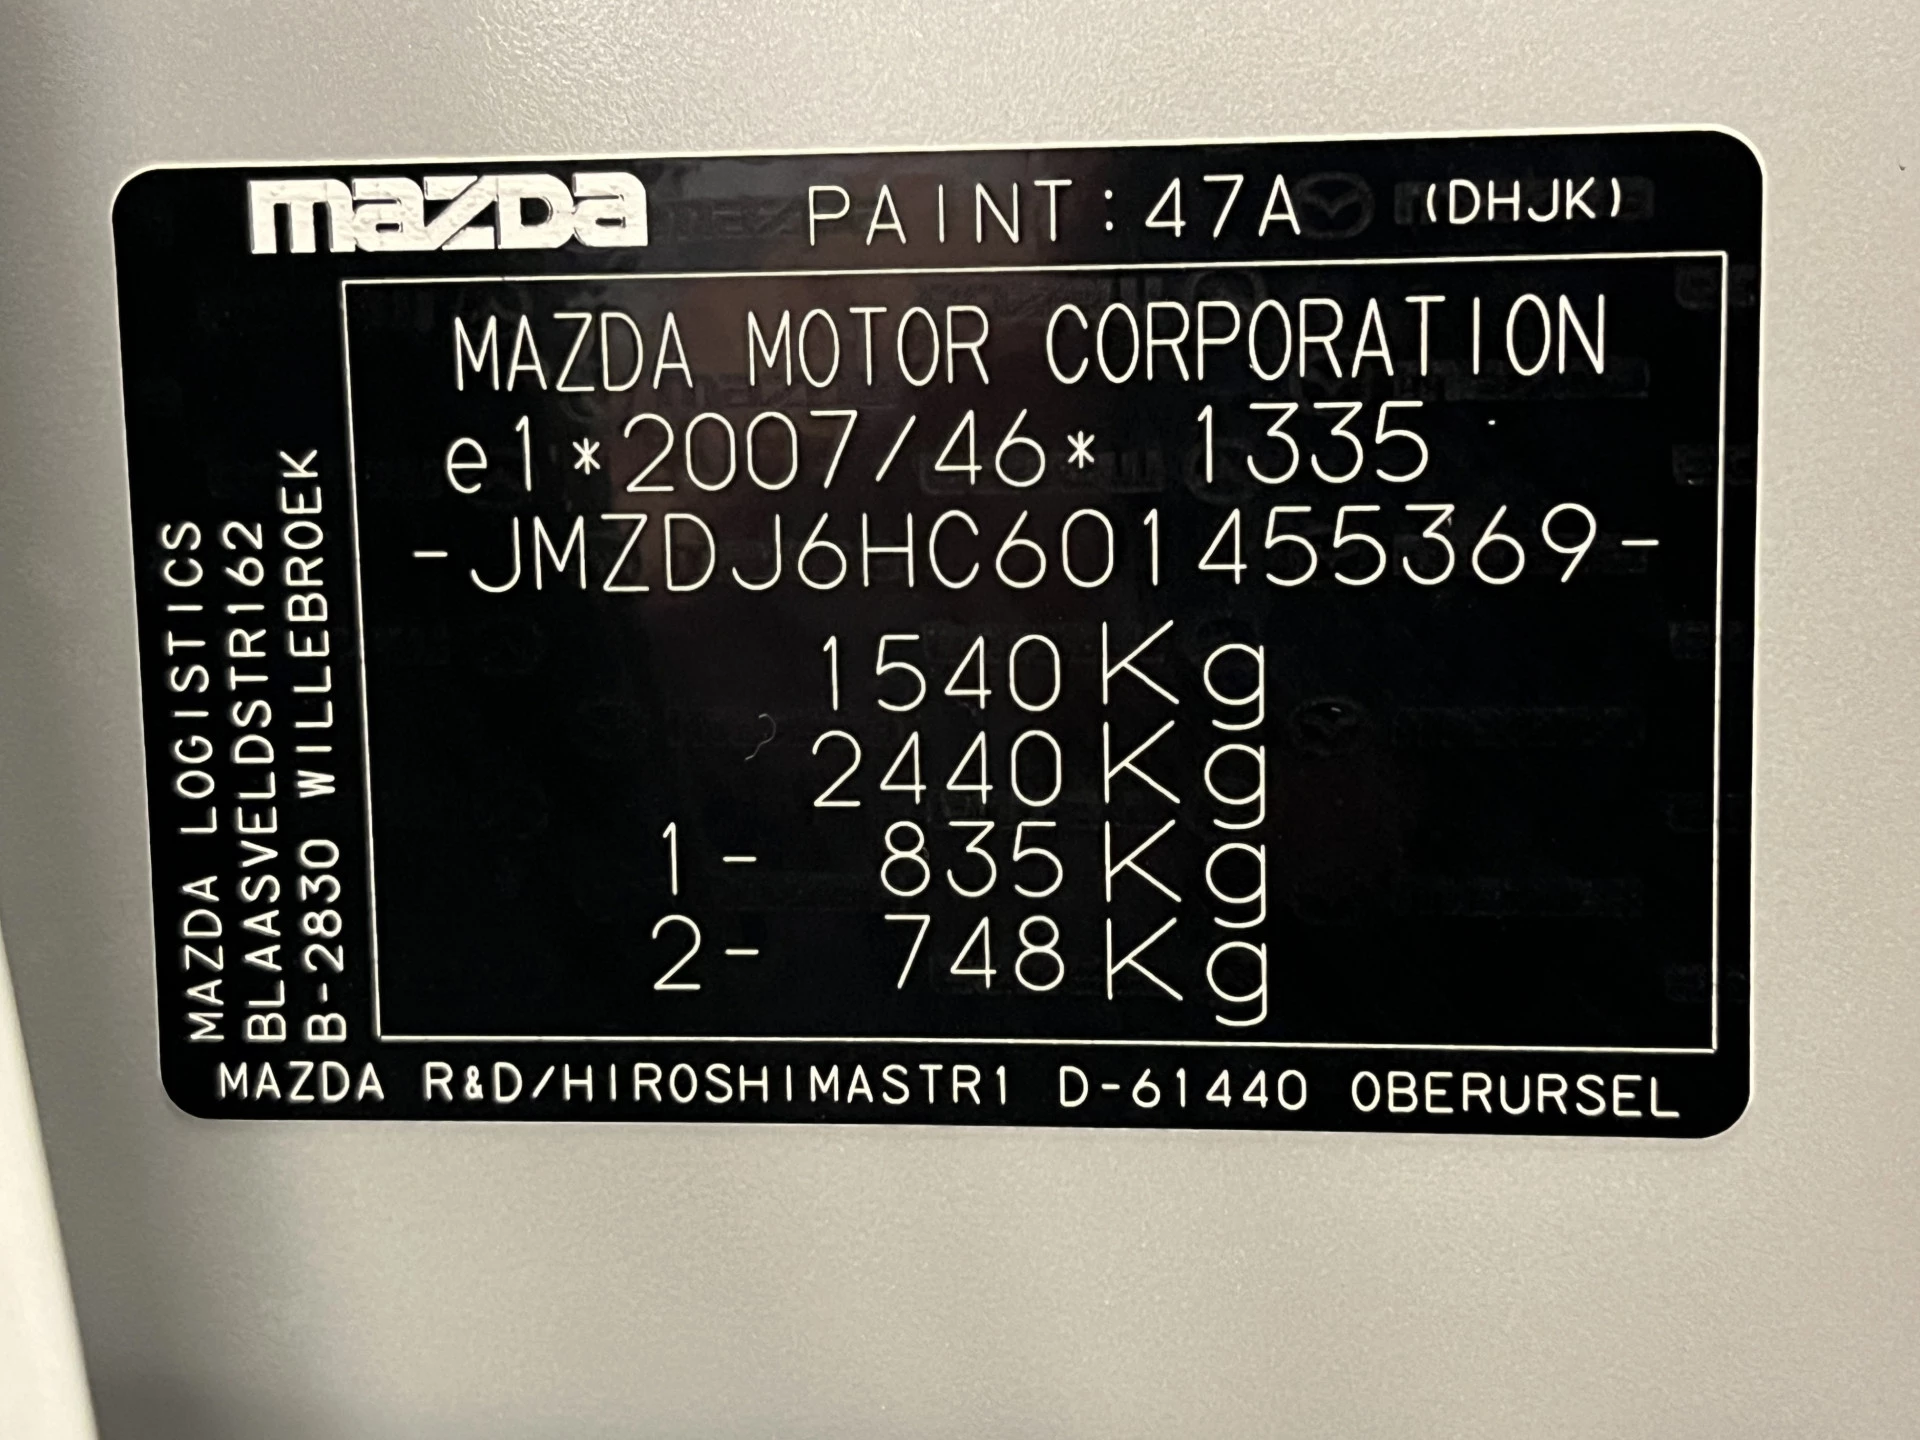 mazDa PAINT:47A (DHJK)
MAZDA MOTOR CORPORATION
e1*2007/46* 1335
-JMZDJ6HC601455369-
1540Kg
2440Kg
1- 835Kg
2- 748Kg
MAZDA LOGISTICS
BLAASVELDSTR162
B-2830 WILLEBROEK
MAZDA R&D/HIROSHIMASTR1 D-61440 OBERURSEL